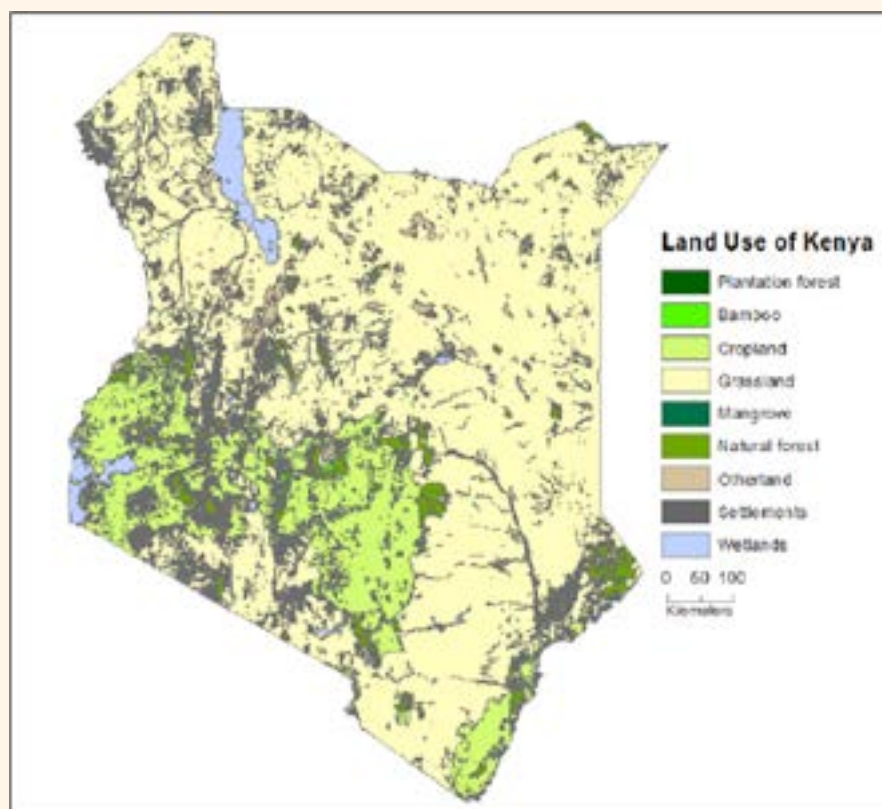 Land Use of Kenya
Plantation forest
Bamboo
Cropland
Grassland
Mangrove
Natural forest
Otherland
Settlements
Wetlands
0 50 100
Kilometers